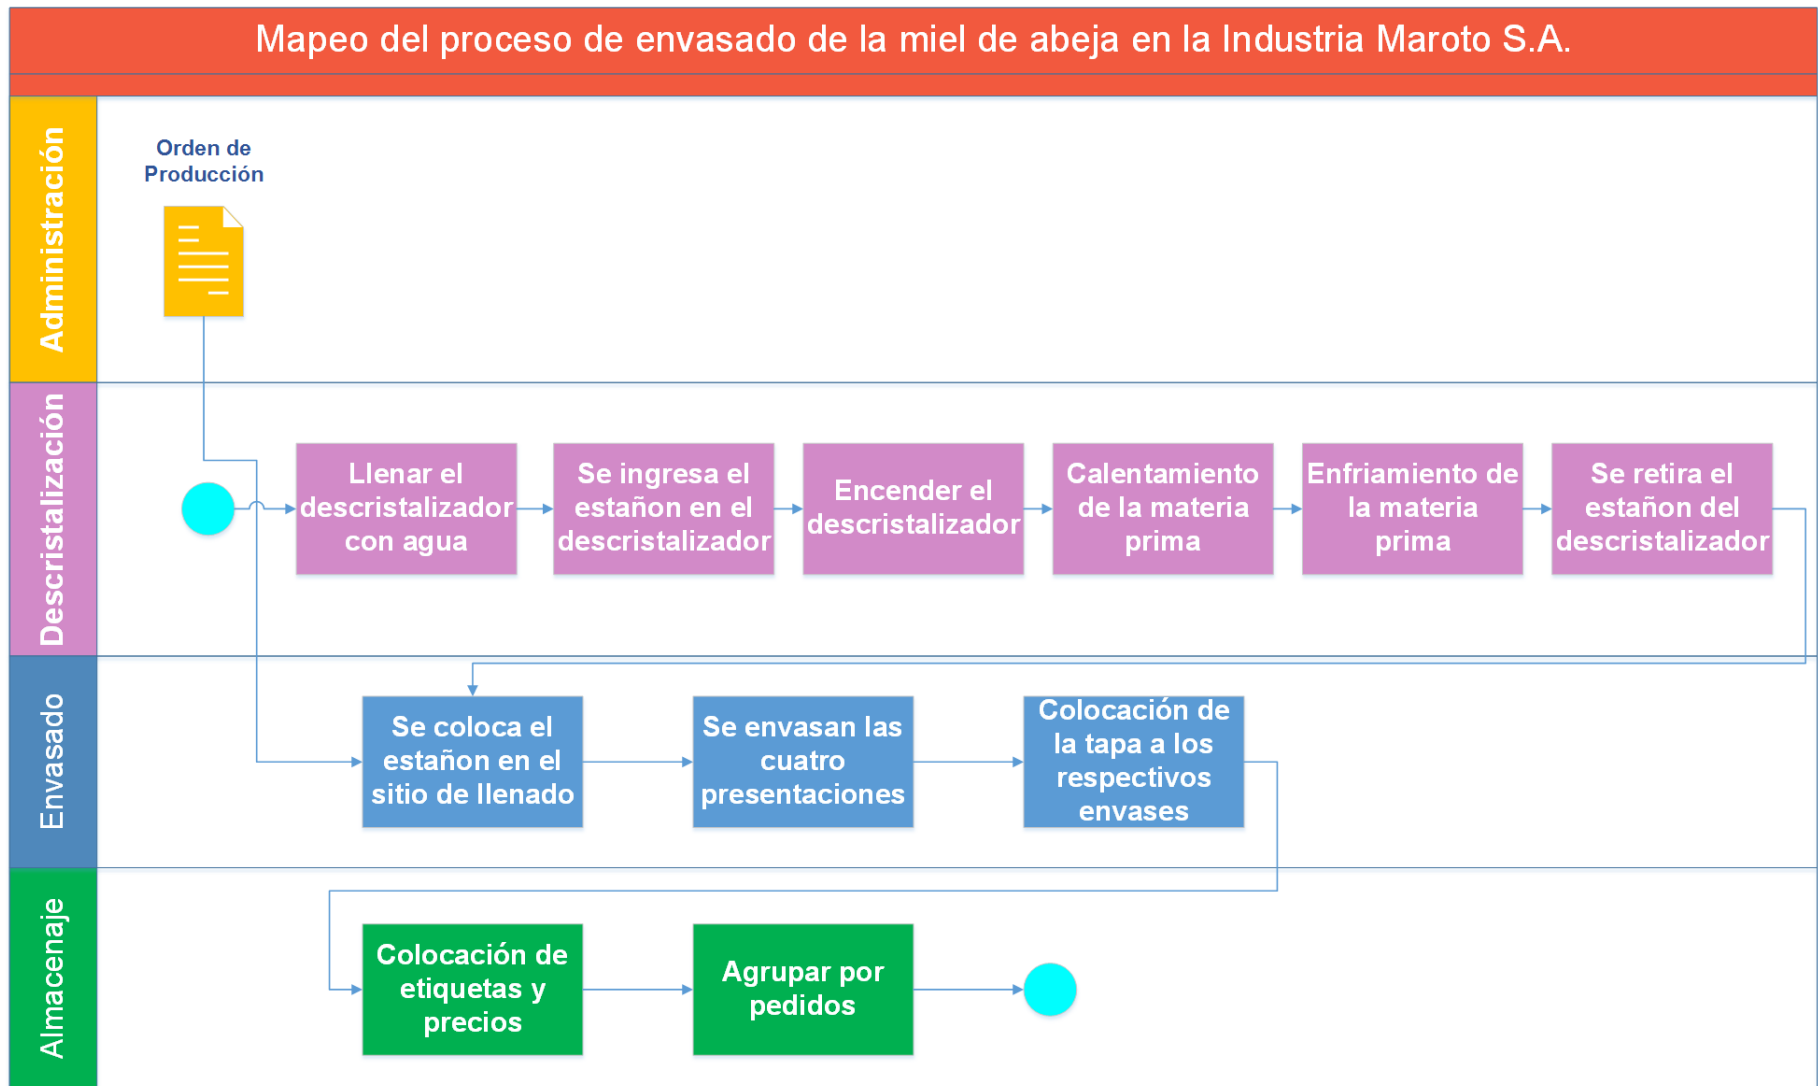 Mapeo del proceso de envasado de la miel de abeja en la Industria Maroto S.A.
Administración
Orden de
Producción
Descristalización
Llenar el
descristalizador
con agua
Se ingresa el
estañon en el
descristalizador
Encender el
descristalizador
Calentamiento
de la materia
prima
Enfriamiento de
la materia
prima
Se retira el
estañon del
descristalizador
Envasado
Se coloca el
estañon en el
sitio de llenado
Se envasan las
cuatro
presentaciones
Colocación de
la tapa a los
respectivos
envases
Almacenaje
Colocación de
etiquetas y
precios
Agrupar por
pedidos